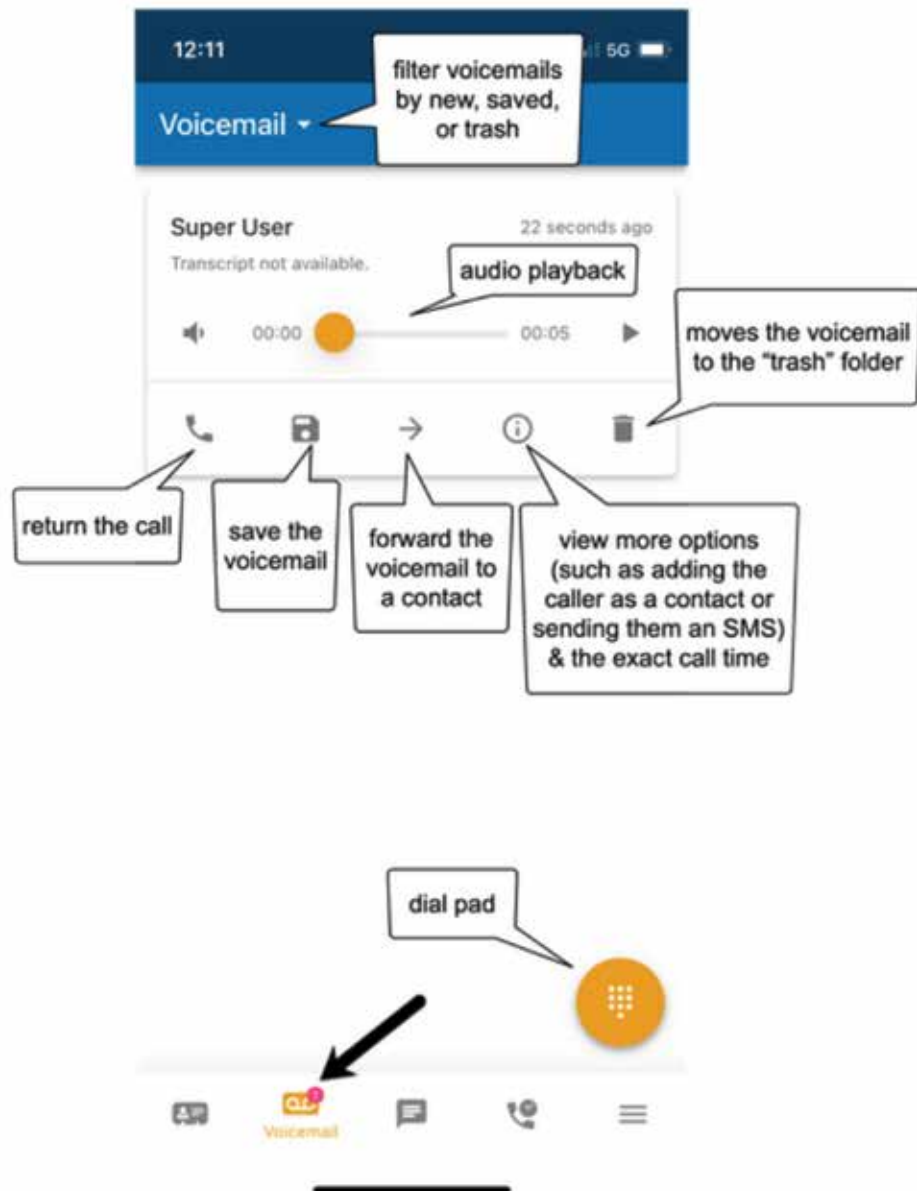 12:11
5G
filter voicemails
by new, saved,
or trash
Voicemail
Super User
22 seconds ago
Transcript not available.
audio playback
00:00
00:05
moves the voicemail
to the “trash” folder
return the call
save the
voicemail
forward the
voicemail to
a contact
view more options
(such as adding the
caller as a contact or
sending them an SMS)
& the exact call time
dial pad
Voicemail